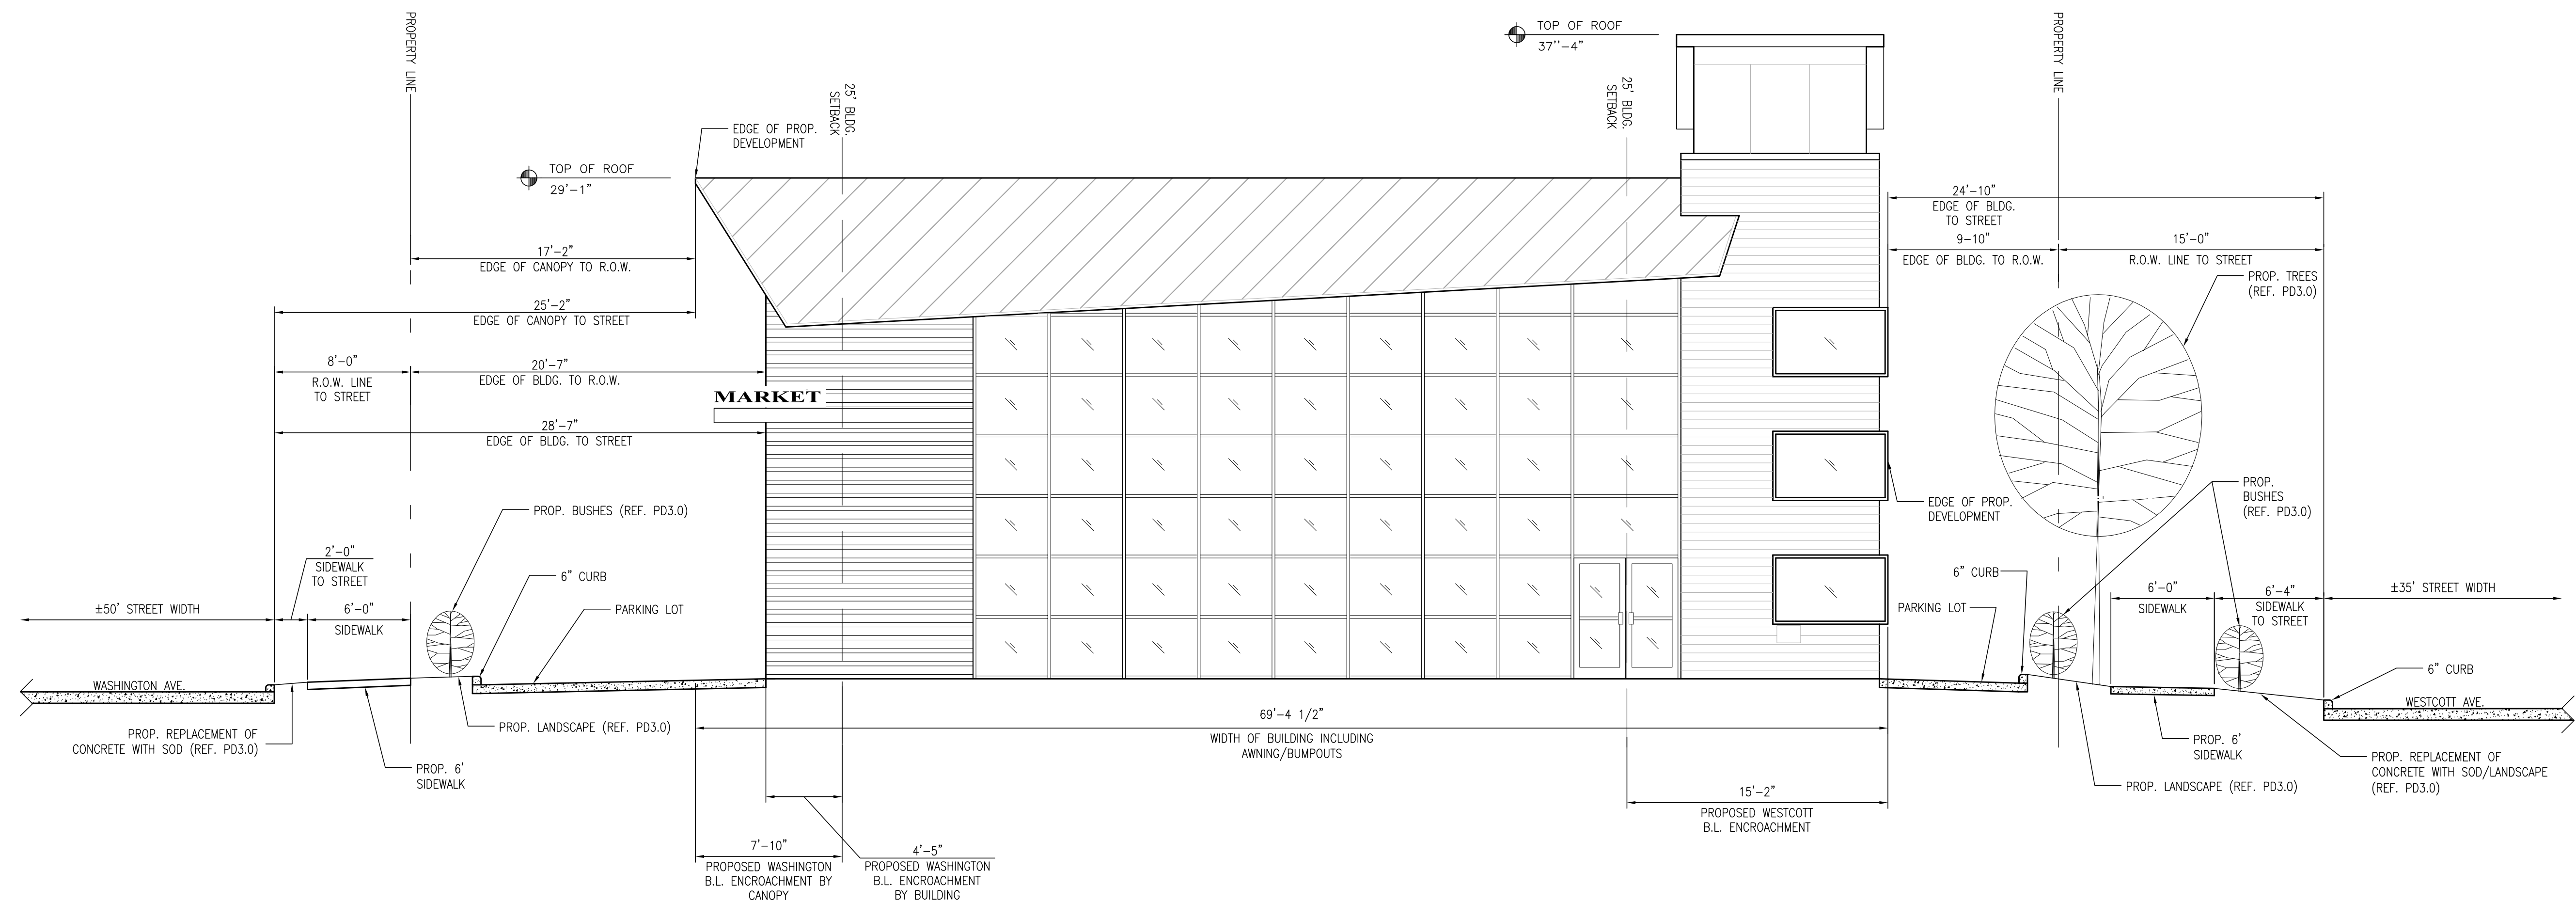 PROPERTY LINE
PROPERTY LINE
TOP OF ROOF
37''-4"
25' BLDG.
SETBACK
25' BLDG.
SETBACK
EDGE OF PROP.
DEVELOPMENT
TOP OF ROOF
29'-1"
24'-10"
EDGE OF BLDG.
TO STREET
17'-2"
EDGE OF CANOPY TO R.O.W.
9-10"
EDGE OF BLDG. TO R.O.W.
15'-0"
R.O.W. LINE TO STREET
PROP. TREES
(REF. PD3.0)
25'-2"
EDGE OF CANOPY TO STREET
8'-0"
R.O.W. LINE
TO STREET
20'-7"
EDGE OF BLDG. TO R.O.W.
MARKET
28'-7"
EDGE OF BLDG. TO STREET
PROP. BUSHES (REF. PD3.0)
EDGE OF PROP.
DEVELOPMENT
PROP.
BUSHES
(REF. PD3.0)
2'-0"
SIDEWALK
TO STREET
6" CURB
6" CURB
±50' STREET WIDTH
6'-0"
SIDEWALK
PARKING LOT
PARKING LOT
6'-0"
SIDEWALK
6'-4"
SIDEWALK
TO STREET
±35' STREET WIDTH
WASHINGTON AVE.
6" CURB
WESTCOTT AVE.
PROP. REPLACEMENT OF
CONCRETE WITH SOD (REF. PD3.0)
PROP. LANDSCAPE (REF. PD3.0)
PROP. 6'
SIDEWALK
69'-4 1/2"
WIDTH OF BUILDING INCLUDING
AWNING/BUMPOUTS
PROP. 6'
SIDEWALK
PROP. LANDSCAPE (REF. PD3.0)
PROP. REPLACEMENT OF
CONCRETE WITH SOD/LANDSCAPE
(REF. PD3.0)
15'-2"
PROPOSED WESTCOTT
B.L. ENCROACHMENT
7'-10"
PROPOSED WASHINGTON
B.L. ENCROACHMENT BY
CANOPY
4'-5"
PROPOSED WASHINGTON
B.L. ENCROACHMENT
BY BUILDING